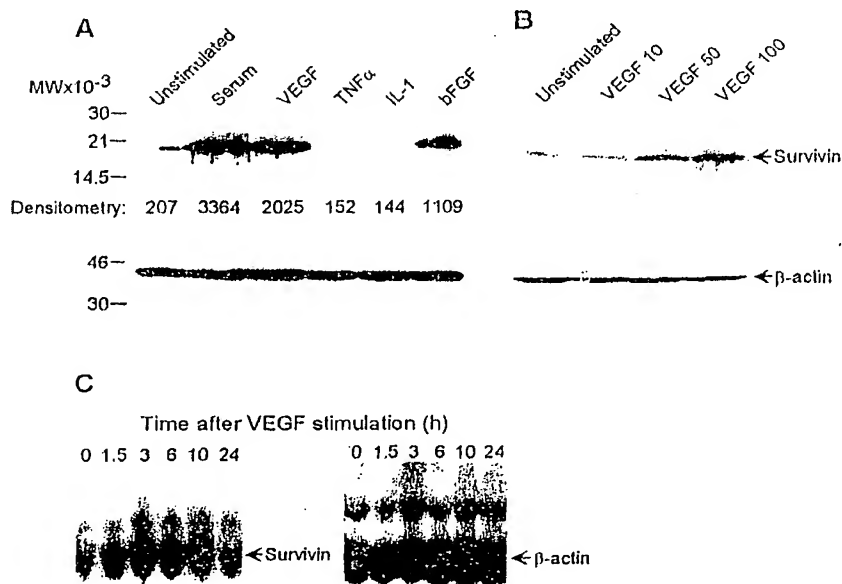 A
B
Unstimulated
Serum
VEGF
TNFα
IL-1
bFGF
Unstimulated
VEGF 10
VEGF 50
VEGF 100
MWx10-3
30
21
14.5
Survivin
Densitometry: 207 3364 2025 152 144 1109
46
30
β-actin
C
Time after VEGF stimulation (h)
0 1.5 3 6 10 24
0 1.5 3 6 10 24
Survivin
β-actin